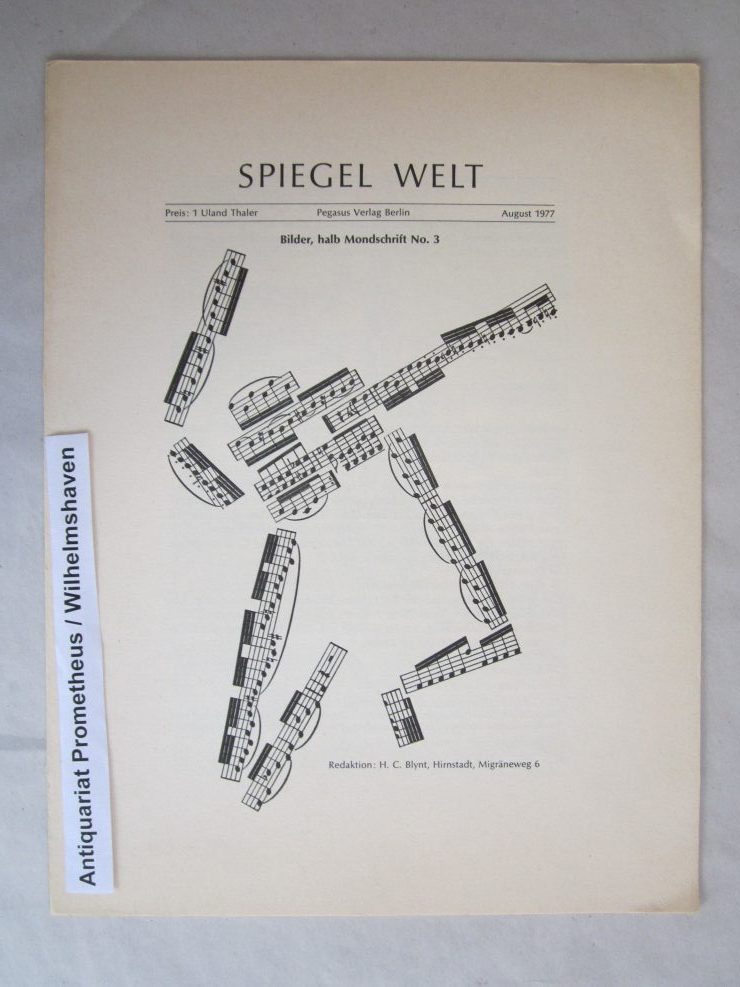 SPIEGEL WELT
Preis: 1 Uland Thaler Pegasus Verlag Berlin August 1977
Bilder, halb Mondschrift No. 3
Redaktion: H. C. Blynt, Hirnstadt, Migräneweg 6
Antiquariat Prometheus / Wilhelmshaven